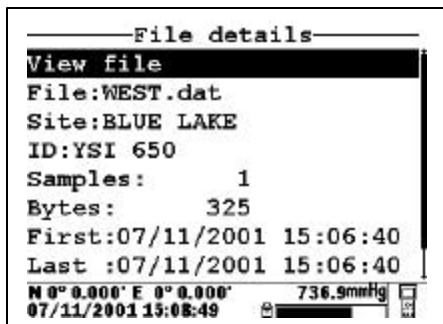 File details
View file
File:WEST.dat
Site:BLUE LAKE
ID:YSI 650
Samples: 1
Bytes: 325
First:07/11/2001 15:06:40
Last :07/11/2001 15:06:40
N 0° 0.000' E 0° 0.000' 736.9mmHg
07/11/2001 15:08:49